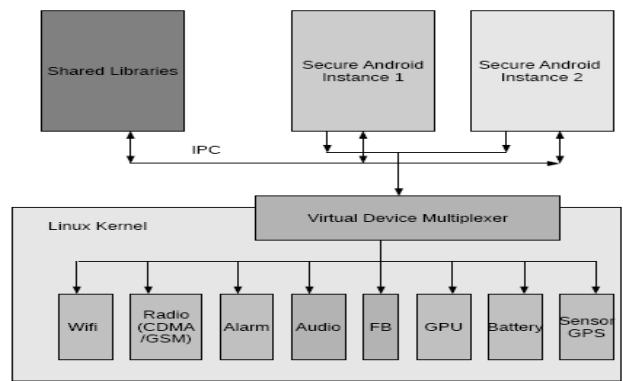 Shared Libraries
Secure Android
Instance 1
Secure Android
Instance 2
IPC
Virtual Device Multiplexer
Linux Kernel
Wifi
Radio
(CDMA
/GSM)
Alarm
Audio
FB
GPU
Battery
Sensor
GPS